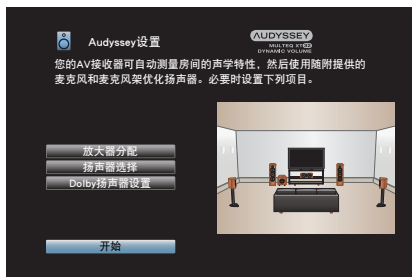 Audyssey设置
AUDYSSEY
MULTEQ XT32
DYNAMIC VOLUME
您的AV接收器可自动测量房间的声学特性，然后使用随附提供的
麦克风和麦克风架优化扬声器。必要时设置下列项目。
放大器分配
扬声器选择
Dolby扬声器设置
开始